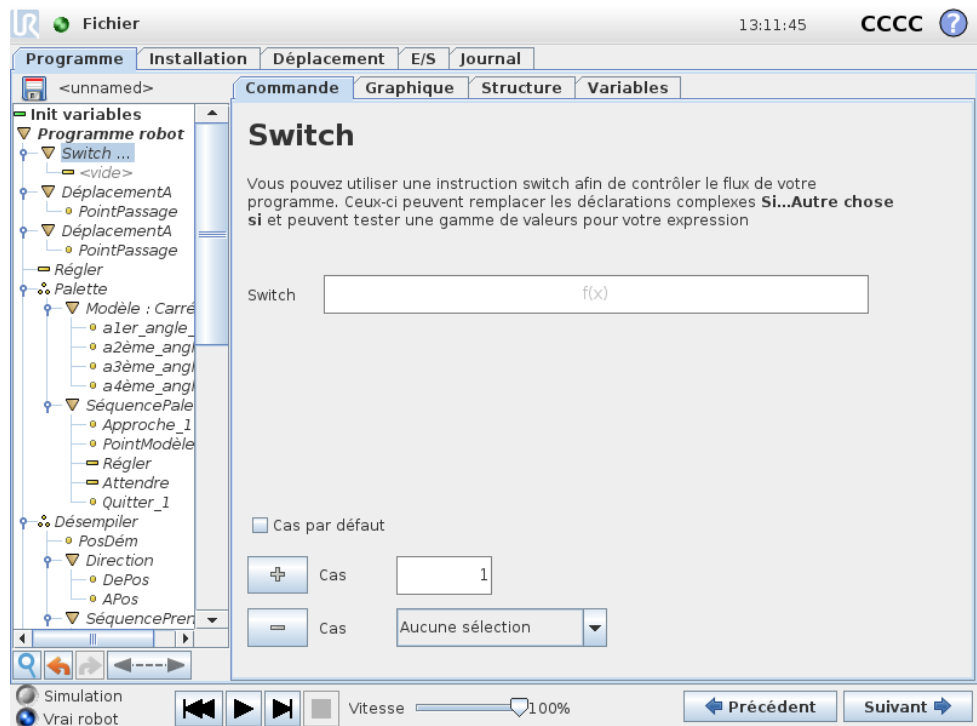 UR Fichier 13:11:45 CCCC ?
Programme Installation Déplacement E/S Journal
<unnamed>
Commande Graphique Structure Variables
Init variables
Programme robot
Switch ...
<vide>
DéplacementA
PointPassage
DéplacementA
PointPassage
Régler
Palette
Modèle : Carré
a1er_angle_
a2ème_angl
a3ème_angl
a4ème_angl
SéquencePale
Approche_1
PointModèle
Régler
Attendre
Quitter_1
Désempiler
PosDém
Direction
DePos
APos
SéquencePren
Switch
Vous pouvez utiliser une instruction switch afin de contrôler le flux de votre
programme. Ceux-ci peuvent remplacer les déclarations complexes Si...Autre chose
si et peuvent tester une gamme de valeurs pour votre expression
Switch f(x)
Cas par défaut
Cas 1
Cas Aucune sélection
Simulation
Vrai robot
Vitesse 100%
Précédent Suivant